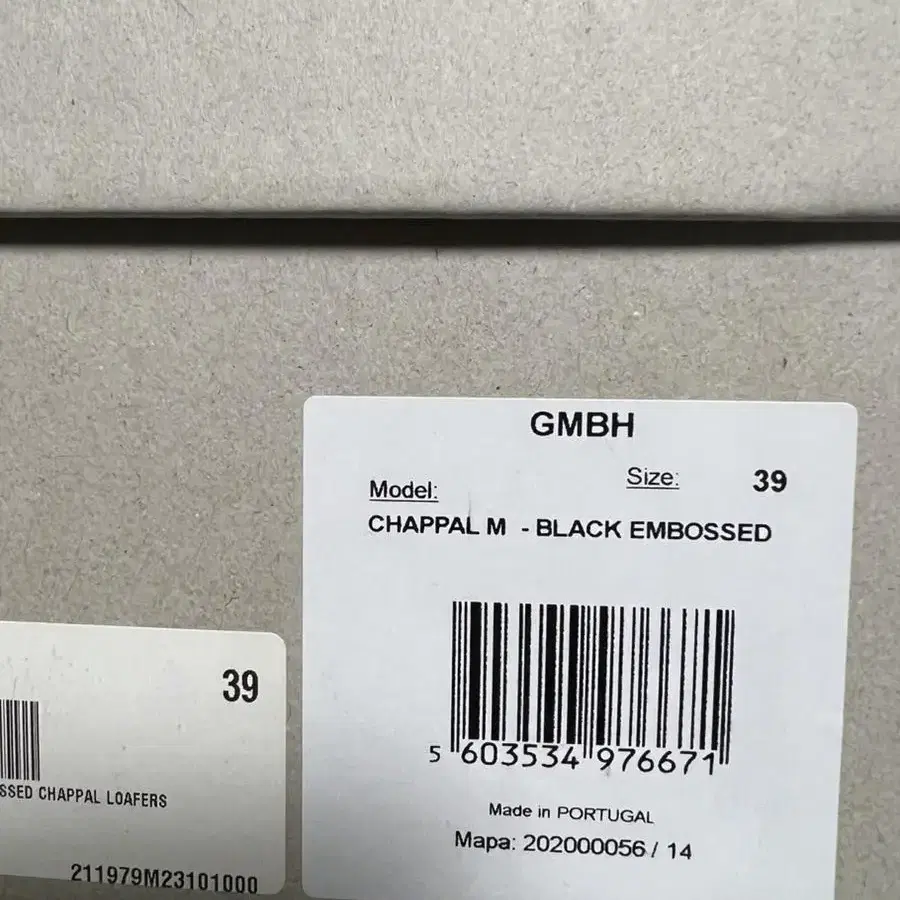 GMBH
Model: Size: 39
CHAPPAL M - BLACK EMBOSSED
5 603534 976671
Made in PORTUGAL
Mapa: 202000056 / 14
39
SSED CHAPPAL LOAFERS
211979M23101000